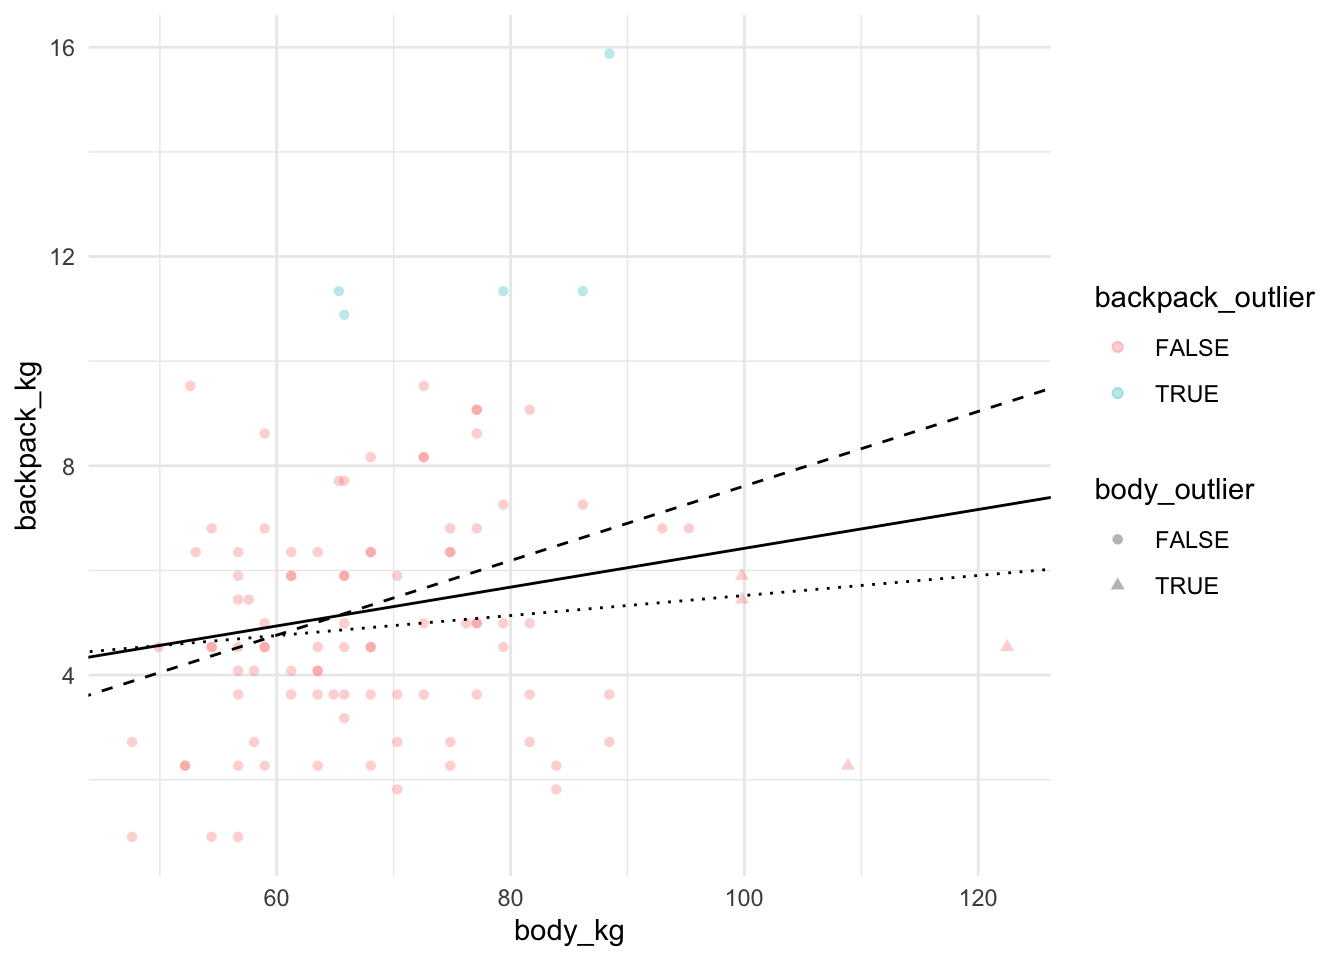 16
12
8
4
backpack_kg
60
80
100
120
body_kg
backpack_outlier
FALSE
TRUE
body_outlier
FALSE
TRUE